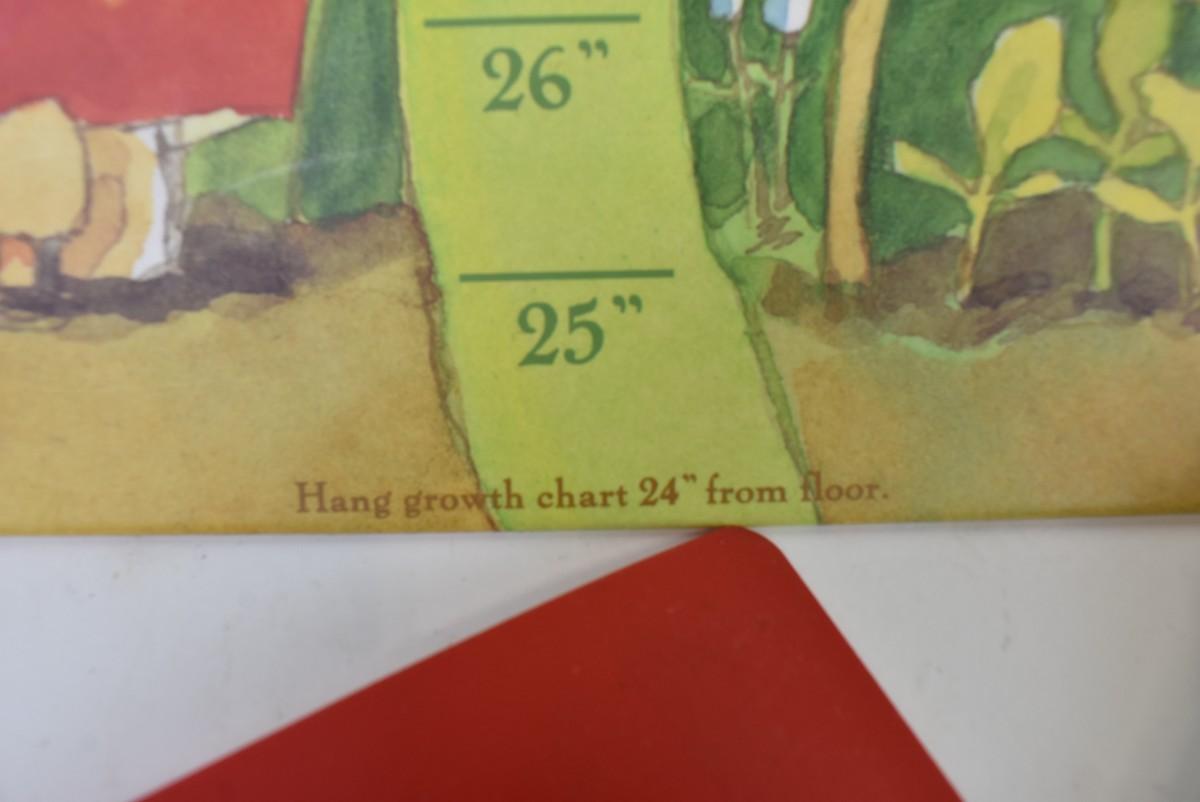 26”
25”
Hang growth chart 24” from floor.